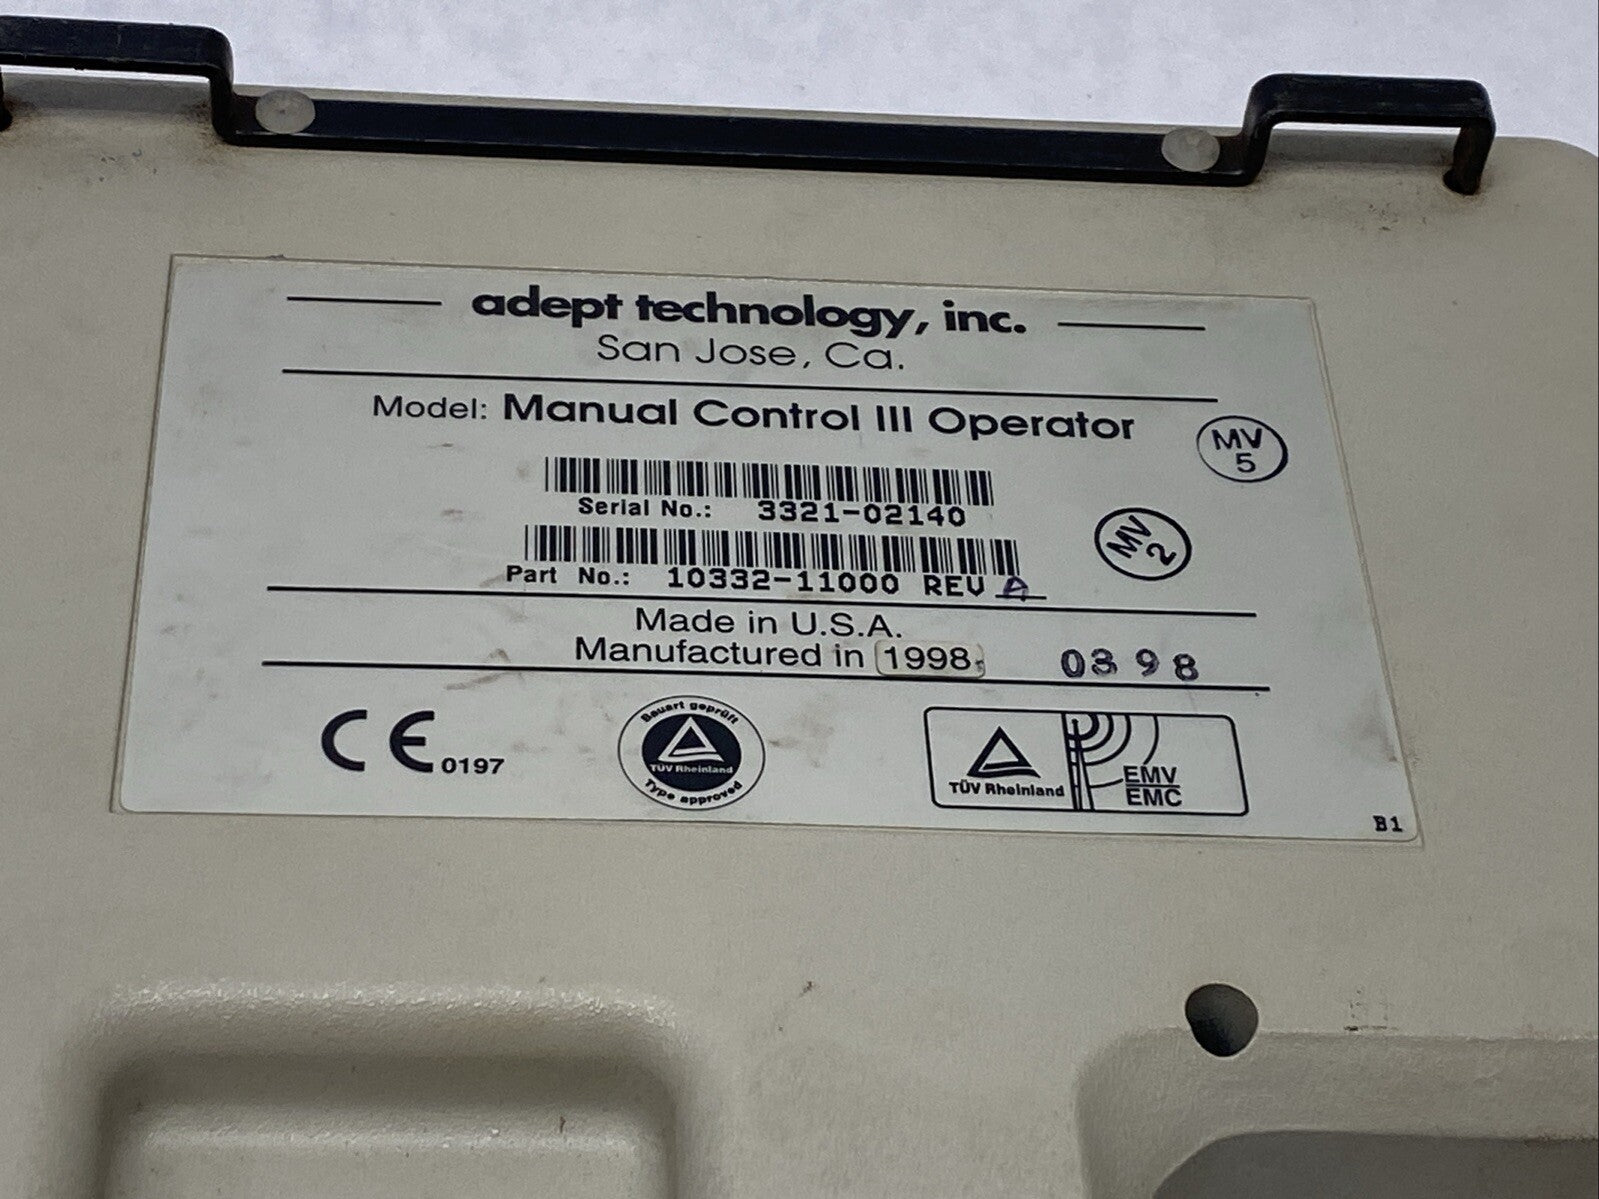 adept technology, inc.
San Jose, Ca.
Model: Manual Control III Operator
MV
5
Serial No.: 3321-02140
MV
2
Part No.: 10332-11000 REV A
Made in U.S.A.
Manufactured in 1998.
0398
CE 0197
Bauart geprüft
TÜV Rheinland
Type approved
TÜV Rheinland
EMV
EMC
B1